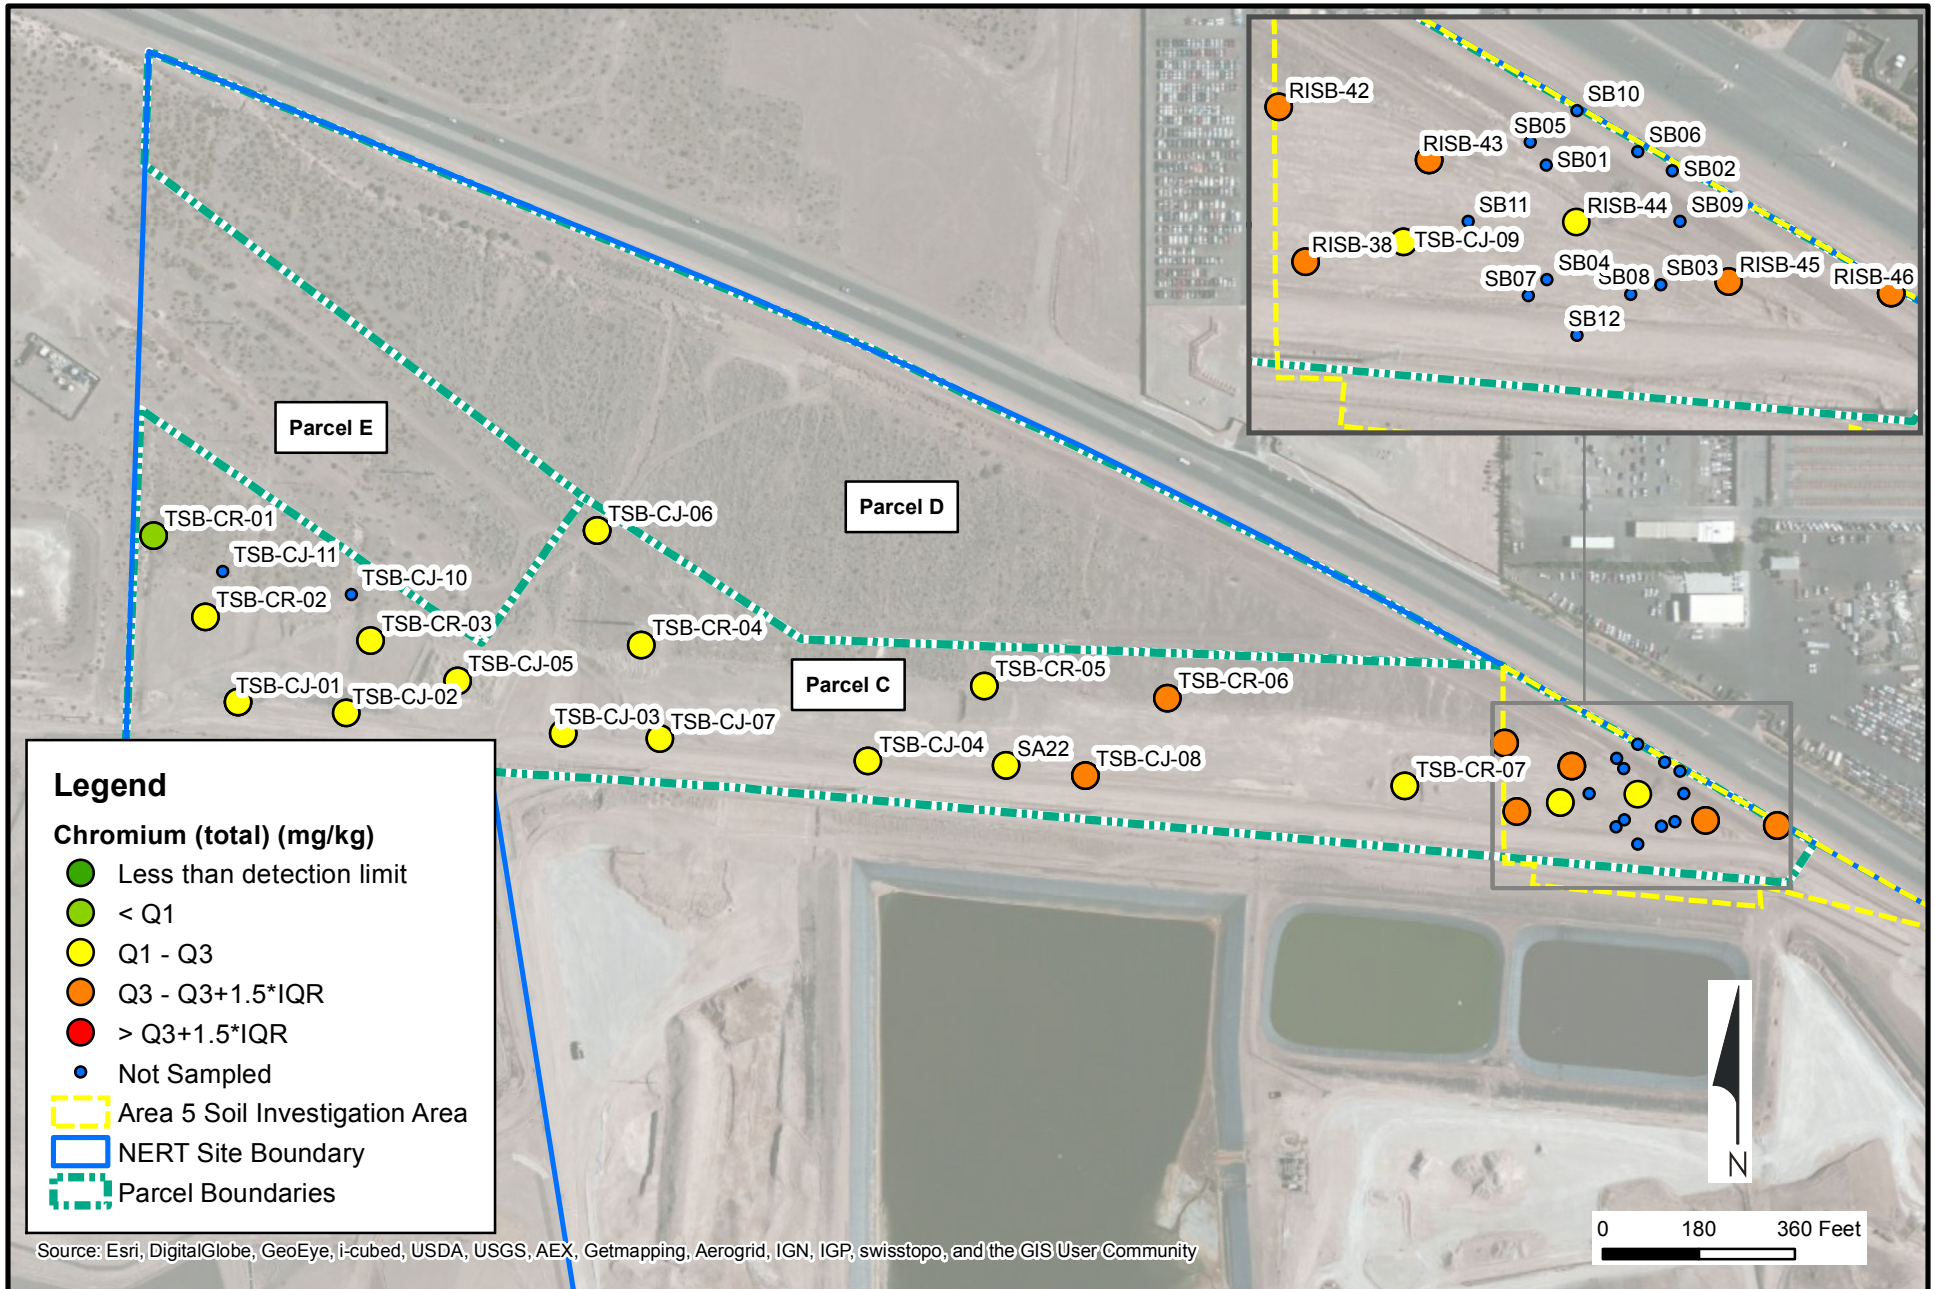 RISB-42
SB10
SB05
SB06
RISB-43
SB01
SB02
SB11
RISB-44
SB09
RISB-38
TSB-CJ-09
SB04
SB03
RISB-45
SB07
SB08
RISB-46
SB12
Parcel E
Parcel D
TSB-CR-01
TSB-CJ-06
TSB-CJ-11
TSB-CJ-10
TSB-CR-02
TSB-CR-03
TSB-CR-04
TSB-CJ-05
TSB-CR-05
TSB-CR-06
Parcel C
TSB-CJ-01
TSB-CJ-02
TSB-CJ-03
TSB-CJ-07
TSB-CJ-04
SA22
TSB-CJ-08
TSB-CR-07
Legend
Chromium (total) (mg/kg)
Less than detection limit
< Q1
Q1 - Q3
Q3 - Q3+1.5*IQR
> Q3+1.5*IQR
Not Sampled
Area 5 Soil Investigation Area
NERT Site Boundary
Parcel Boundaries
N
0 180 360 Feet
Source: Esri, DigitalGlobe, GeoEye, i-cubed, USDA, USGS, AEX, Getmapping, Aerogrid, IGN, IGP, swisstopo, and the GIS User Community